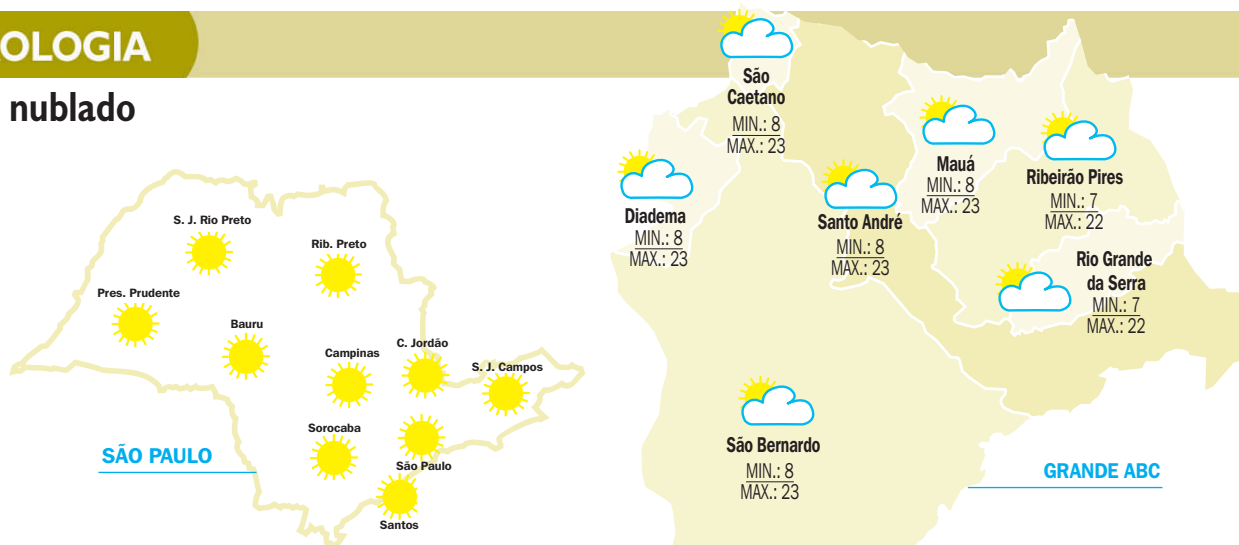 OLOGIA
nublado
S. J. Rio Preto
Rib. Preto
Pres. Prudente
Bauru
Campinas
C. Jordão
S. J. Campos
Sorocaba
São Paulo
Santos
SÃO PAULO
São
Caetano
MIN.: 8
MAX.: 23
Diadema
MIN.: 8
MAX.: 23
Santo André
MIN.: 8
MAX.: 23
Mauá
MIN.: 8
MAX.: 23
Ribeirão Pires
MIN.: 7
MAX.: 22
Rio Grande
da Serra
MIN.: 7
MAX.: 22
São Bernardo
MIN.: 8
MAX.: 23
GRANDE ABC